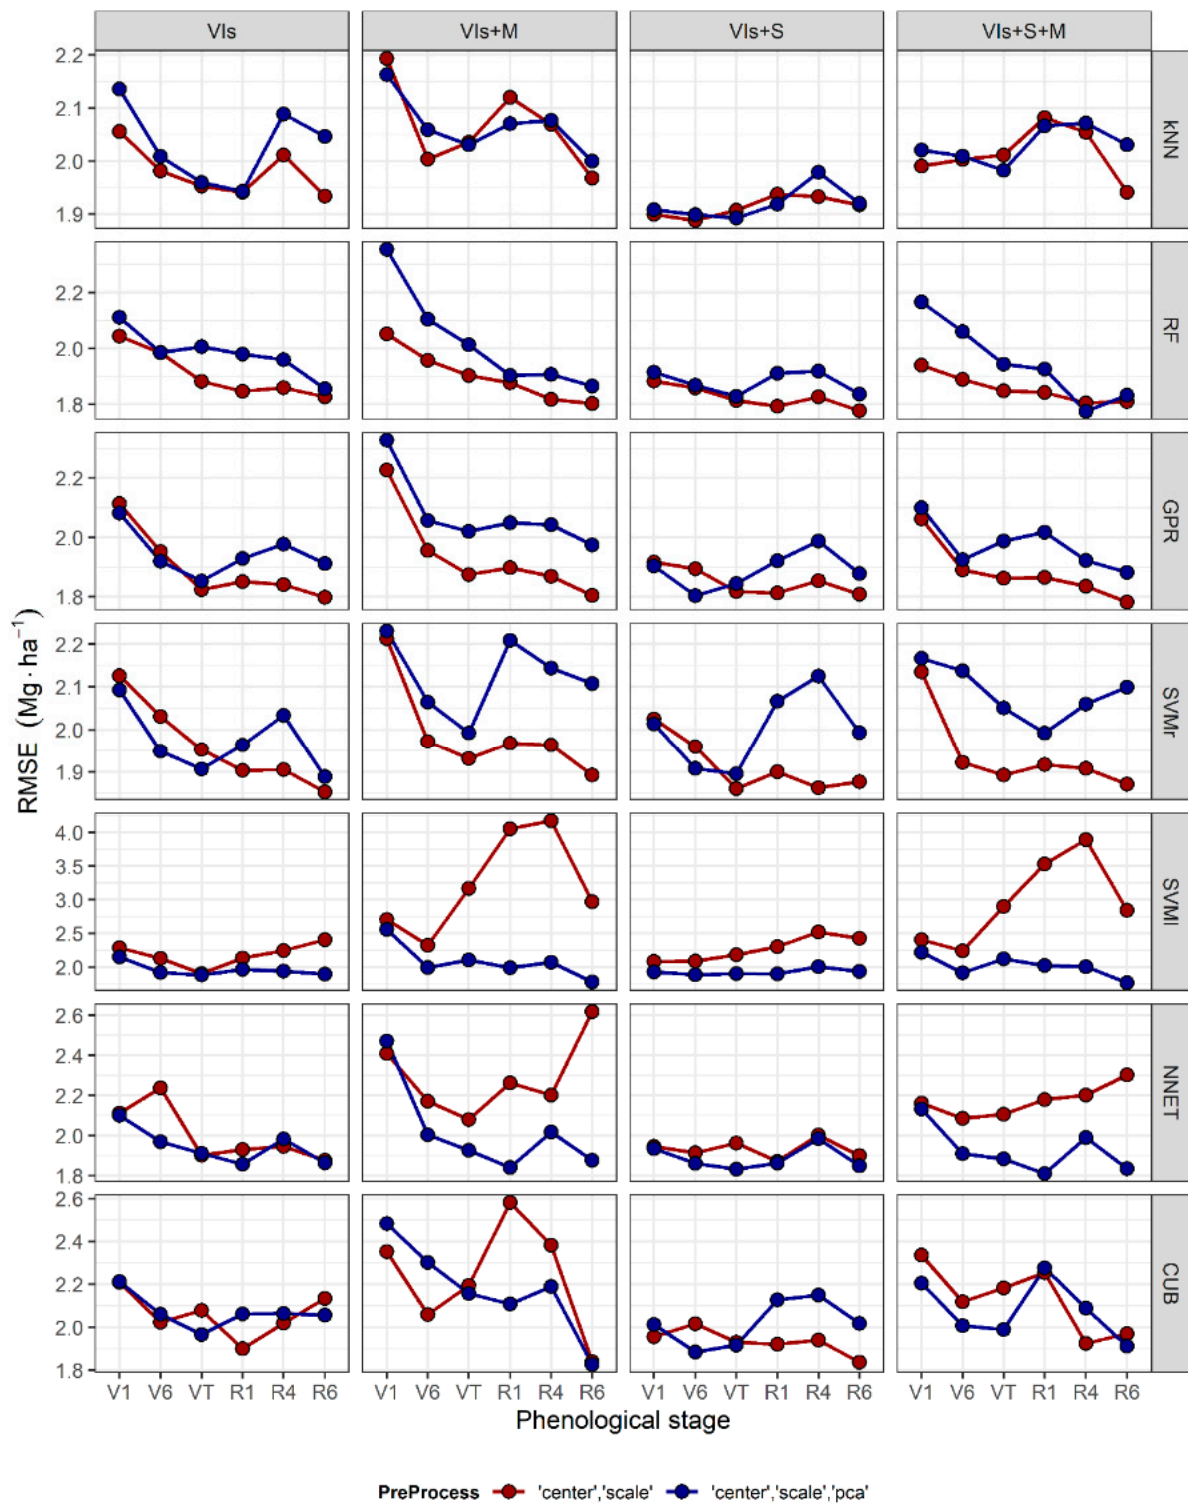 VIs VIs+M VIs+S VIs+S+M
2.2
2.1
2.0
1.9
kNN
2.2
2.0
1.8
RF
2.2
2.0
1.8
GPR
2.2
2.1
2.0
1.9
SVMr
4.0
3.5
3.0
2.5
2.0
SVMl
2.6
2.4
2.2
2.0
1.8
NNET
2.6
2.4
2.2
2.0
1.8
CUB
RMSE (Mg·ha⁻¹)
V1 V6 VT R1 R4 R6 V1 V6 VT R1 R4 R6 V1 V6 VT R1 R4 R6 V1 V6 VT R1 R4 R6
Phenological stage
PreProcess 'center','scale' 'center','scale','pca'